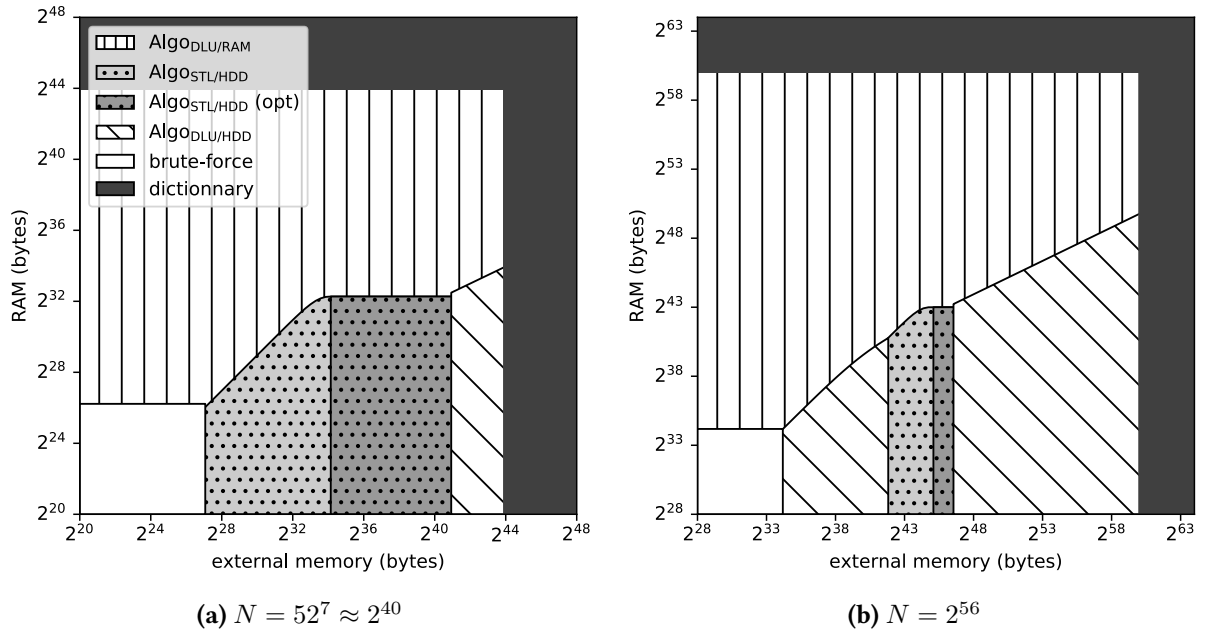 2^48
2^44
2^40
2^36
2^32
2^28
2^24
2^20
RAM (bytes)
Algo_DLU/RAM
Algo_STL/HDD
Algo_STL/HDD (opt)
Algo_DLU/HDD
brute-force
dictionnary
2^20 2^24 2^28 2^32 2^36 2^40 2^44 2^48
external memory (bytes)
(a) N = 52^7 ≈ 2^40
2^63
2^58
2^53
2^48
2^43
2^38
2^33
2^28
RAM (bytes)
2^28 2^33 2^38 2^43 2^48 2^53 2^58 2^63
external memory (bytes)
(b) N = 2^56